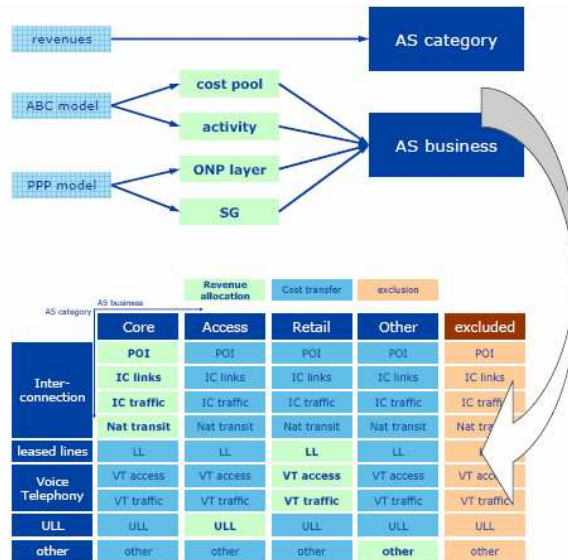 revenues
AS category
ABC model
cost pool
activity
AS business
PPP model
ONP layer
SG
Revenue
allocation
Cost transfer
exclusion
AS business
AS category
Core Access Retail Other excluded
Inter-
connection
POI POI POI POI POI
IC links IC links IC links IC links IC links
IC traffic IC traffic IC traffic IC traffic IC traffic
Nat transit Nat transit Nat transit Nat transit Nat
leased lines LL LL LL LL
Voice
Telephony
VT access VT access VT access VT access VT
VT traffic VT traffic VT traffic VT traffic VT traffic
ULL ULL ULL ULL ULL ULL
other other other other other other